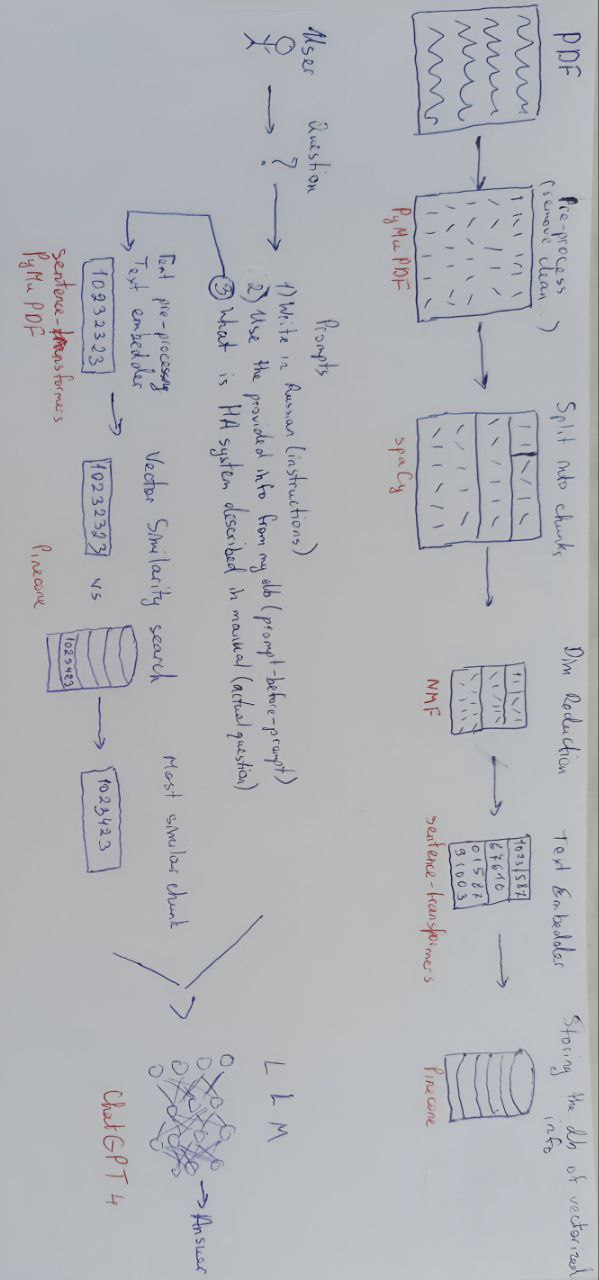 PDF
Pre-process
(remove clean...)
PyMuPDF
Split into chunks
spaCy
Dim Reduction
NMF
Text Embedder
1023 587
67610
01587
91003
sentence-transformers
Storing the db of vectorized
info
Pinecone
User
Question
?
Prompts
1) Write in Russian (instructions)
2) Use the provided info from my db (prompt-before-prompt)
3 What is HA system described in manual (actual question)
Text pre-processing
Text embedder
10232323
sentence-transformers
PyMuPDF
Vector Similarity search
10232323 vs
1023423
Pinecone
Most similar chunk
1023423
LLM
Answer
ChatGPT 4